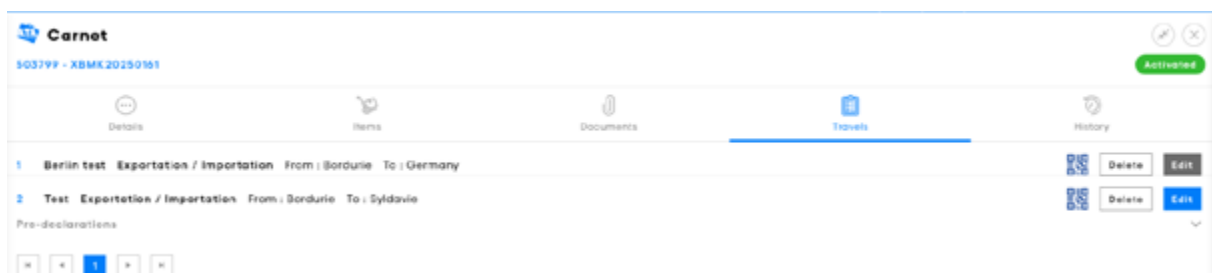 Carnet
503799 - XBMK20250161
Activated
Details Items Documents Travels History
1 Berlin test Exportation / Importation From : Bordurie To : Germany Delete Edit
2 Test Exportation / Importation From : Bordurie To : Syldavie Delete Edit
Pre-declarations
1